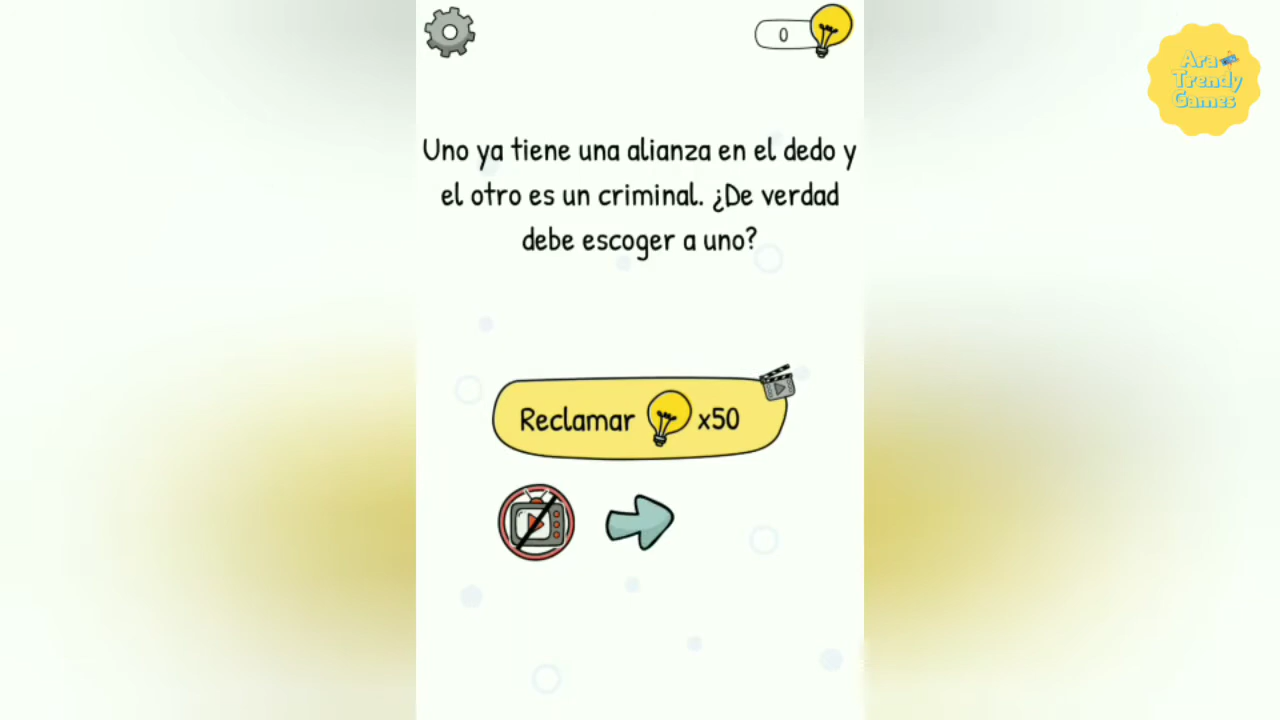 0
Ara
Trendy
Games
Uno ya tiene una alianza en el dedo y
el otro es un criminal. ¿De verdad
debe escoger a uno?
Reclamar x50